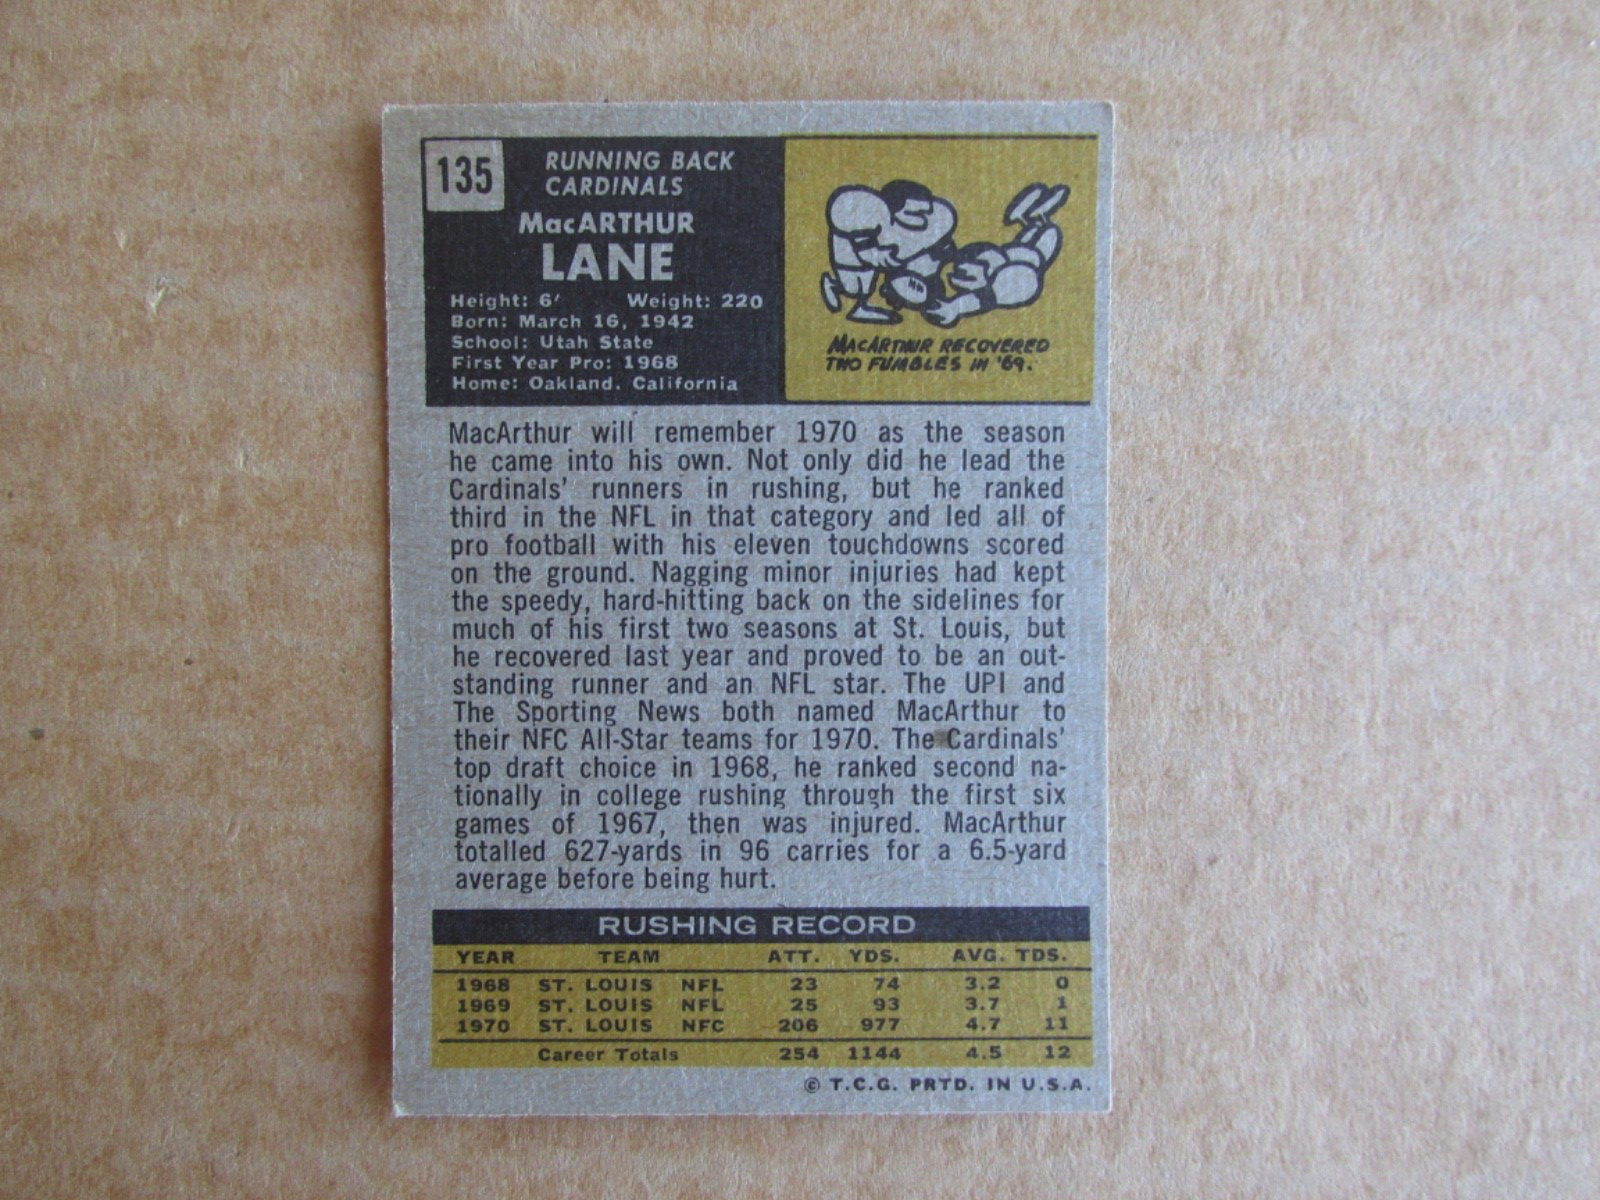 135
RUNNING BACK
CARDINALS
MacARTHUR
LANE
Height: 6' Weight: 220
Born: March 16, 1942
School: Utah State
First Year Pro: 1968
Home: Oakland, California
MACARTHUR RECOVERED
TWO FUMBLES IN '69.
MacArthur will remember 1970 as the season
he came into his own. Not only did he lead the
Cardinals' runners in rushing, but he ranked
third in the NFL in that category and led all of
pro football with his eleven touchdowns scored
on the ground. Nagging minor injuries had kept
the speedy, hard-hitting back on the sidelines for
much of his first two seasons at St. Louis, but
he recovered last year and proved to be an out-
standing runner and an NFL star. The UPI and
The Sporting News both named MacArthur to
their NFC All-Star teams for 1970. The Cardinals'
top draft choice in 1968, he ranked second na-
tionally in college rushing through the first six
games of 1967, then was injured. MacArthur
totalled 627-yards in 96 carries for a 6.5-yard
average before being hurt.
RUSHING RECORD
YEAR TEAM ATT. YDS. AVG. TDS.
1968 ST. LOUIS NFL 23 74 3.2 0
1969 ST. LOUIS NFL 25 93 3.7 1
1970 ST. LOUIS NFC 206 977 4.7 11
Career Totals 254 1144 4.5 12
© T.C.G. PRTD. IN U.S.A.